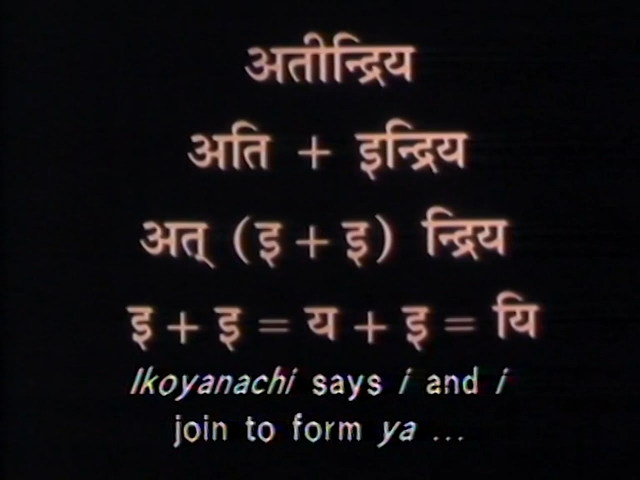 अतीन्द्रिय
अति + इन्द्रिय
अत् (इ + इ) न्द्रिय
इ + इ = य + इ = यि
Ikoyanachi says i and i
join to form ya ...